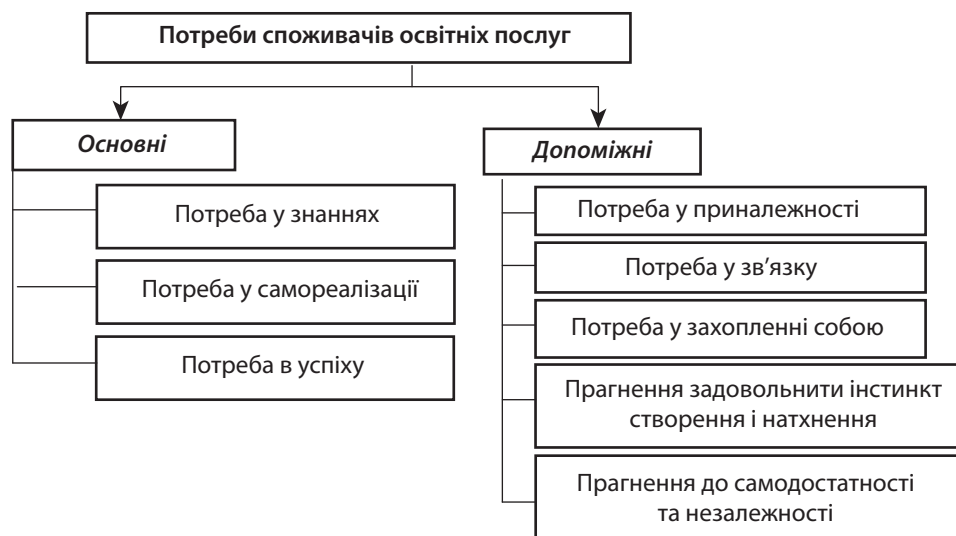 Потреби споживачів освітніх послуг
Основні
Потреба у знаннях
Потреба у самореалізації
Потреба в успіху
Допоміжні
Потреба у приналежності
Потреба у зв'язку
Потреба у захопленні собою
Прагнення задовольнити інстинкт
створення і натхнення
Прагнення до самодостатності
та незалежності